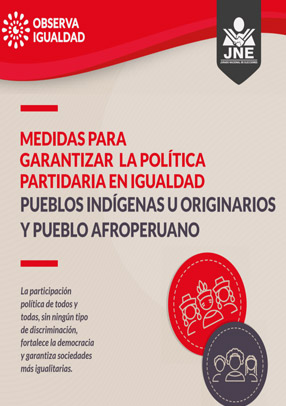 OBSERVA
IGUALDAD
JNE
MEDIDAS PARA
GARANTIZAR LA POLÍTICA
PARTIDARIA EN IGUALDAD
PUEBLOS INDÍGENAS U ORIGINARIOS
Y PUEBLO AFROPERUANO
La participación
política de todos y
todas, sin ningún tipo
de discriminación,
fortalece la democracia
y garantiza sociedades
más igualitarias.